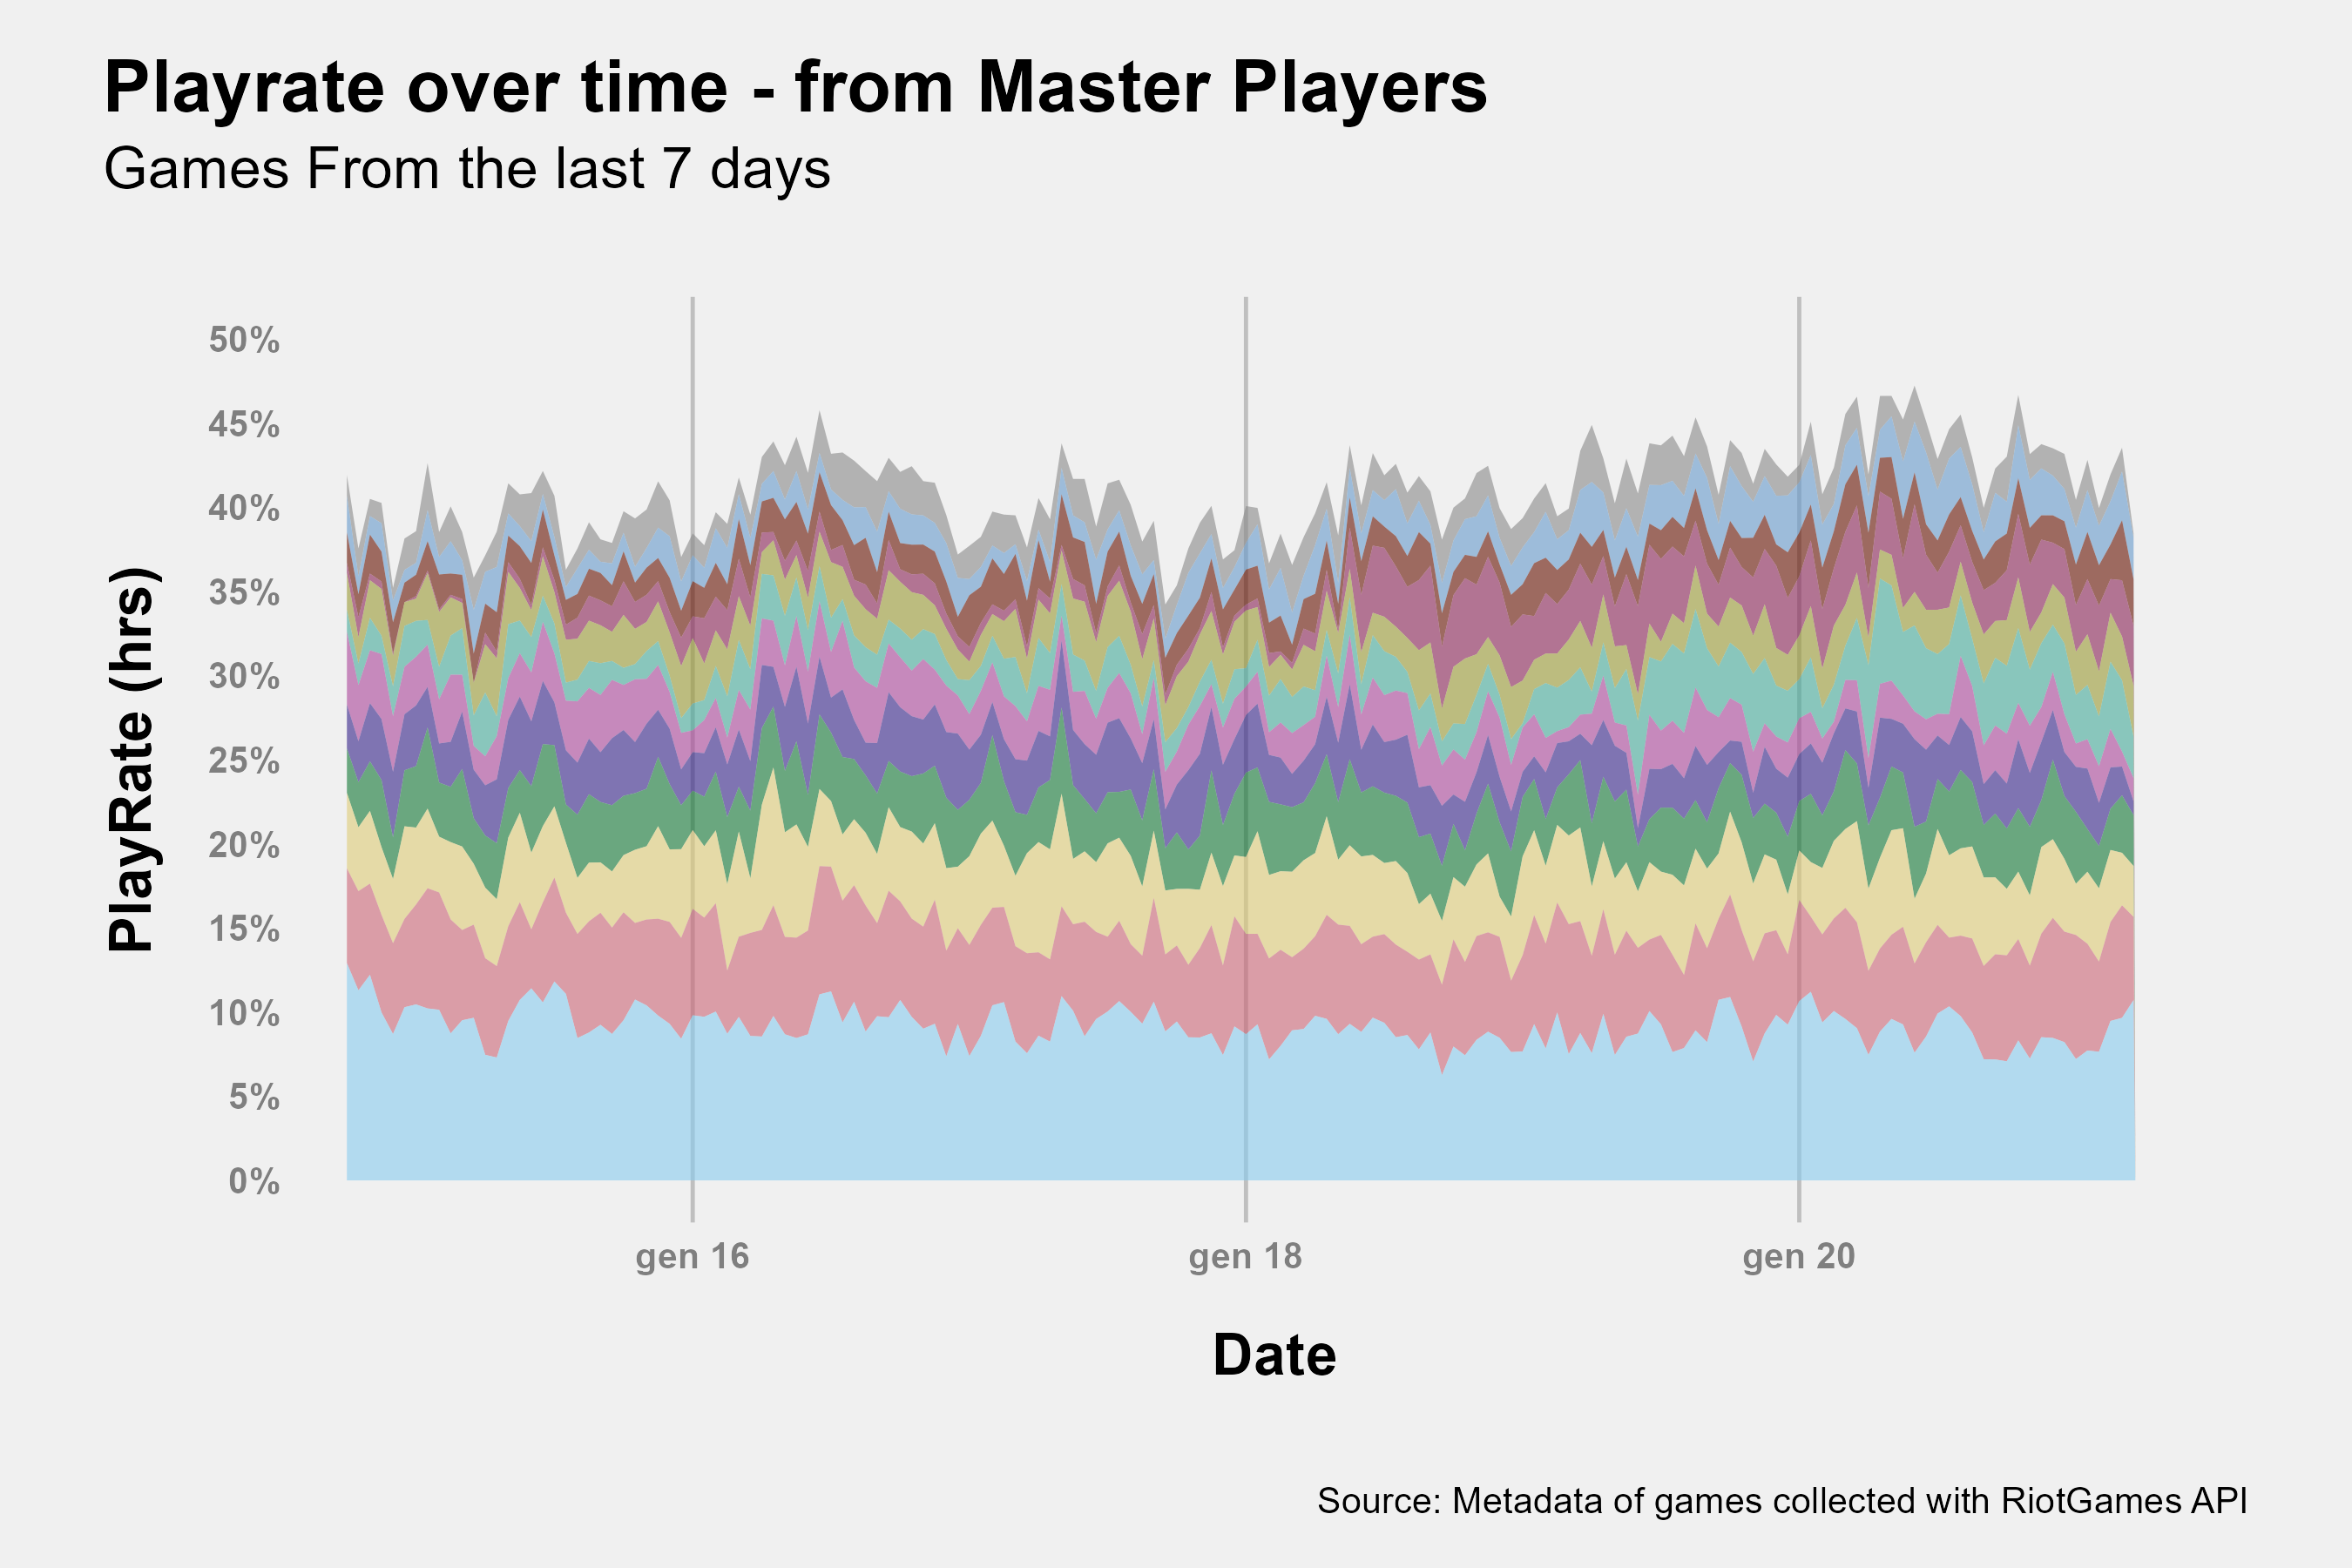 Playrate over time - from Master Players
Games From the last 7 days
PlayRate (hrs)
50%
45%
40%
35%
30%
25%
20%
15%
10%
5%
0%
gen 16
gen 18
gen 20
Date
Source: Metadata of games collected with RiotGames API